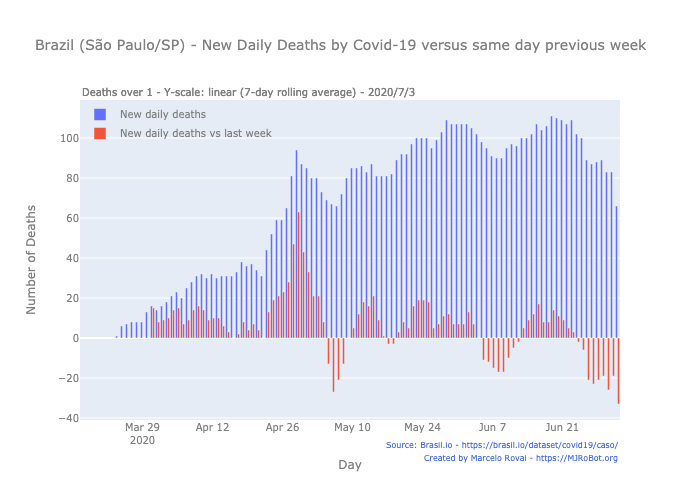 Brazil (São Paulo/SP) - New Daily Deaths by Covid-19 versus same day previous week
Deaths over 1 - Y-scale: linear (7-day rolling average) - 2020/7/3
New daily deaths
New daily deaths vs last week
Number of Deaths
100
80
60
40
20
0
−20
−40
Mar 29 Apr 12 Apr 26 May 10 May 24 Jun 7 Jun 21
2020
Day
Source: Brasil.io - https://brasil.io/dataset/covid19/caso/
Created by Marcelo Rovai - https://MJRoBot.org